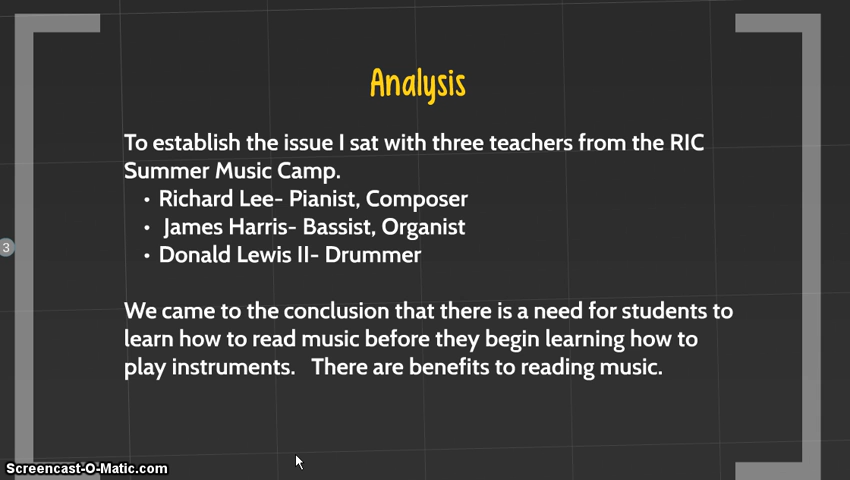 Analysis
To establish the issue I sat with three teachers from the RIC
Summer Music Camp.
• Richard Lee- Pianist, Composer
• James Harris- Bassist, Organist
• Donald Lewis II- Drummer
We came to the conclusion that there is a need for students to
learn how to read music before they begin learning how to
play instruments.   There are benefits to reading music.
3
Screencast-O-Matic.com